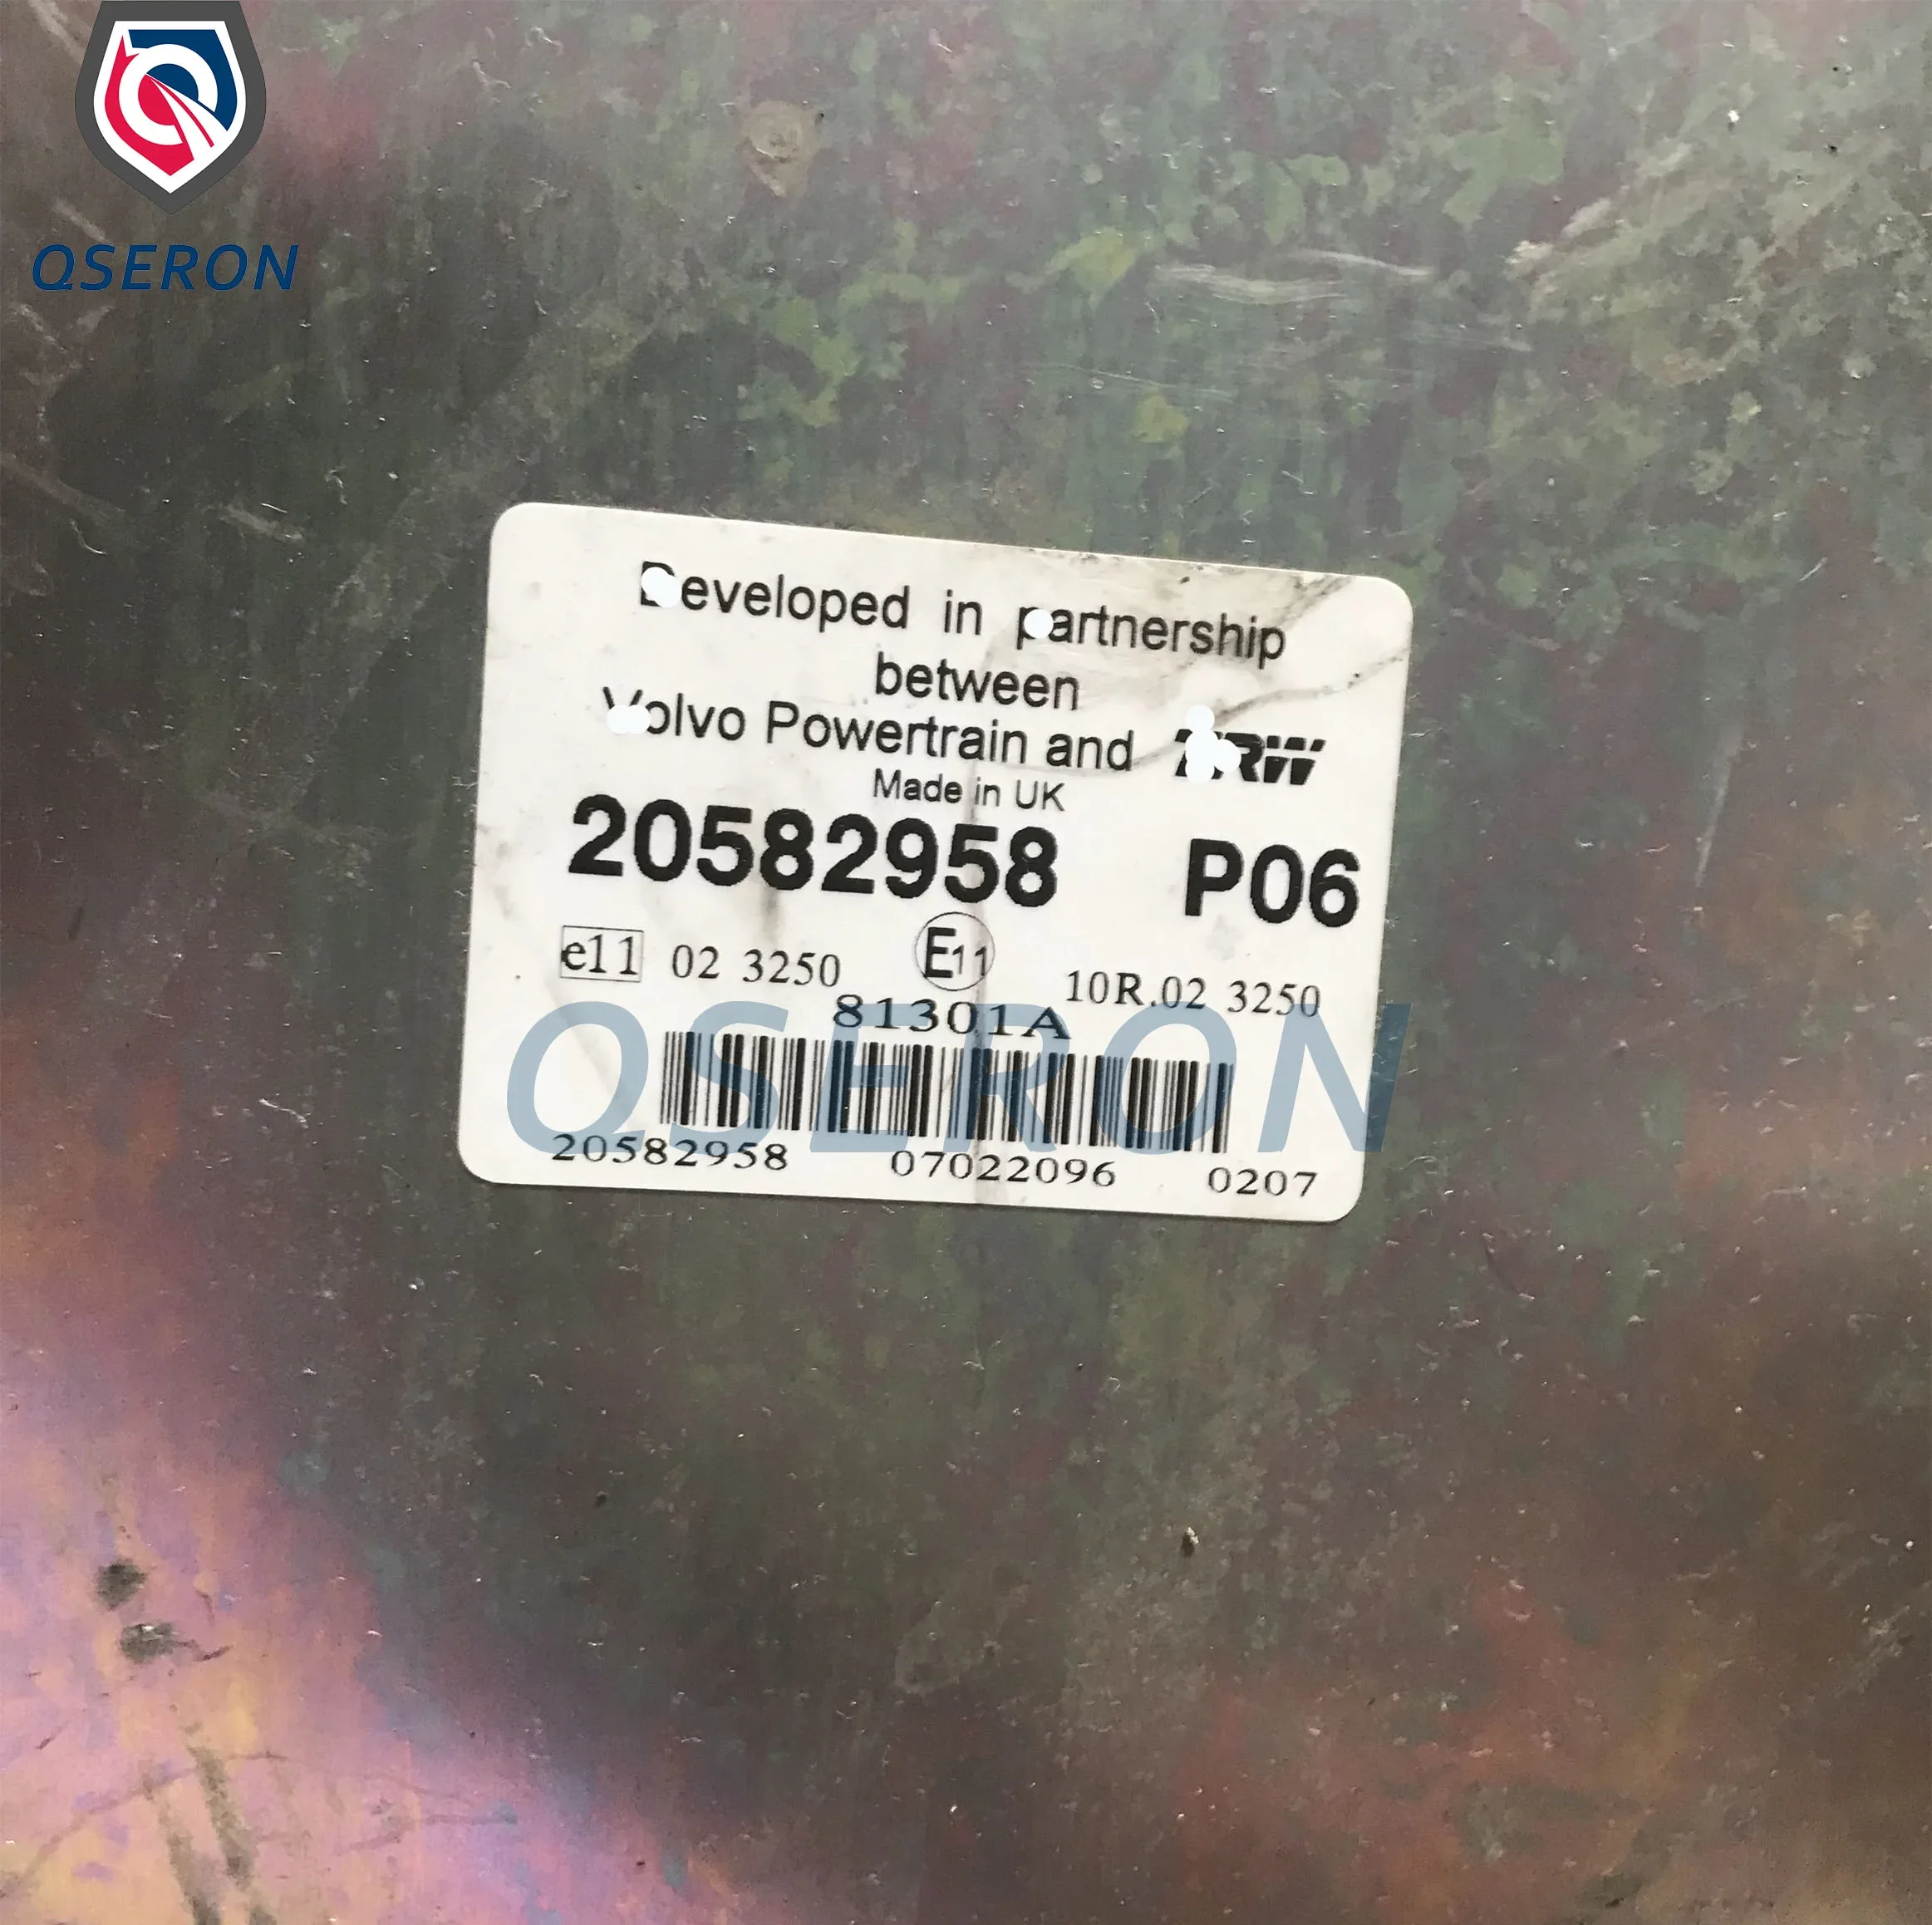 QSERON
Developed in partnership
between
Volvo Powertrain and TRW
Made in UK
20582958 P06
e11 02 3250 E11 10R.02 3250
81301A
QSERON
20582958 07022096 0207